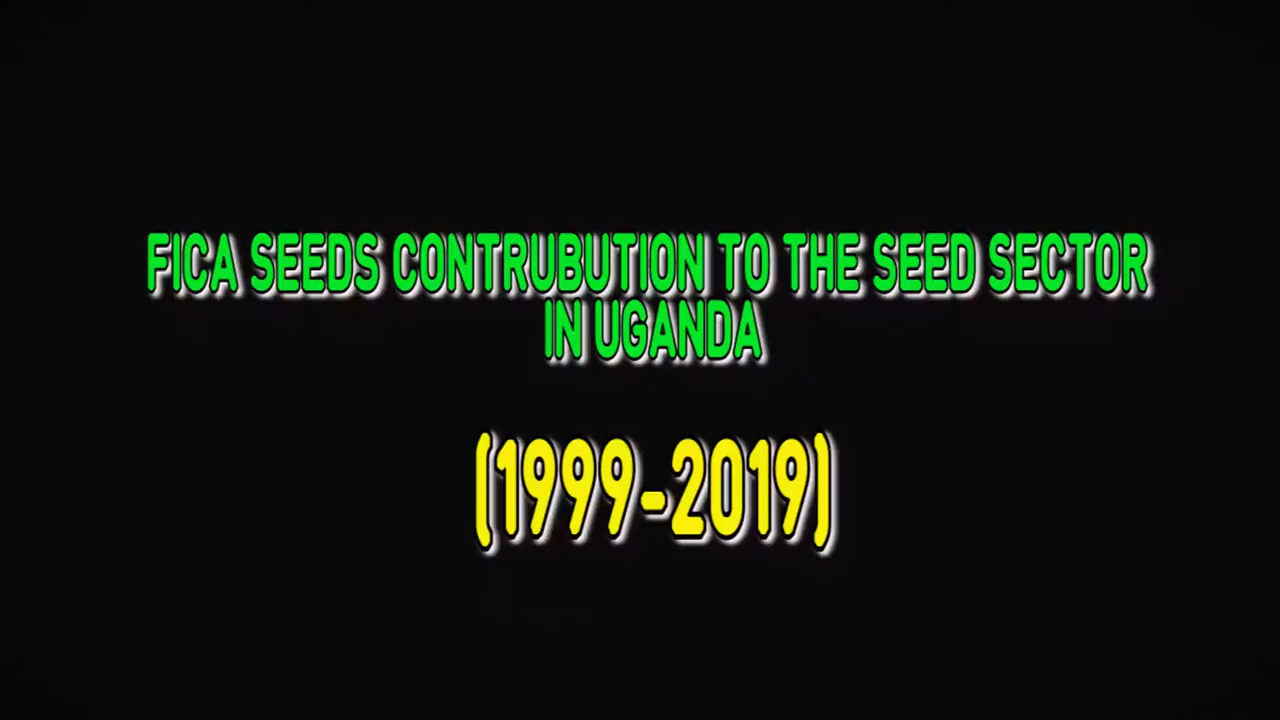 FICA SEEDS CONTRUBUTION TO THE SEED SECTOR
IN UGANDA
(1999-2019)